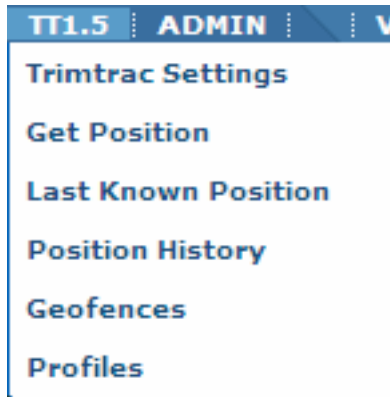 TT1.5 ADMIN V
Trimtrac Settings
Get Position
Last Known Position
Position History
Geofences
Profiles